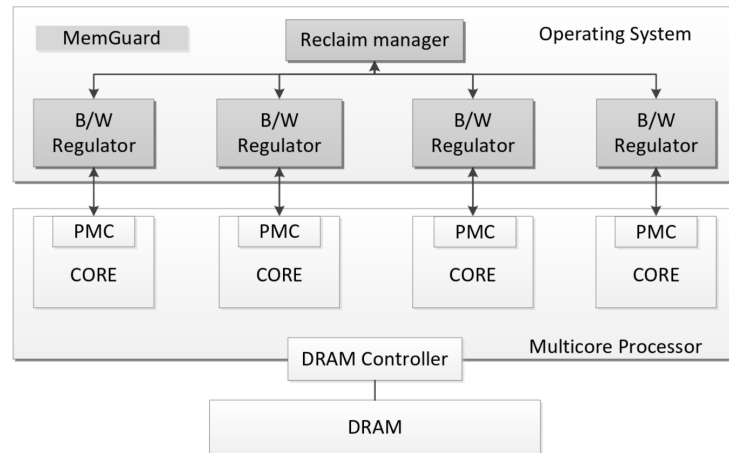 MemGuard
Reclaim manager
Operating System
B/W
Regulator
B/W
Regulator
B/W
Regulator
B/W
Regulator
PMC
CORE
PMC
CORE
PMC
CORE
PMC
CORE
DRAM Controller
Multicore Processor
DRAM